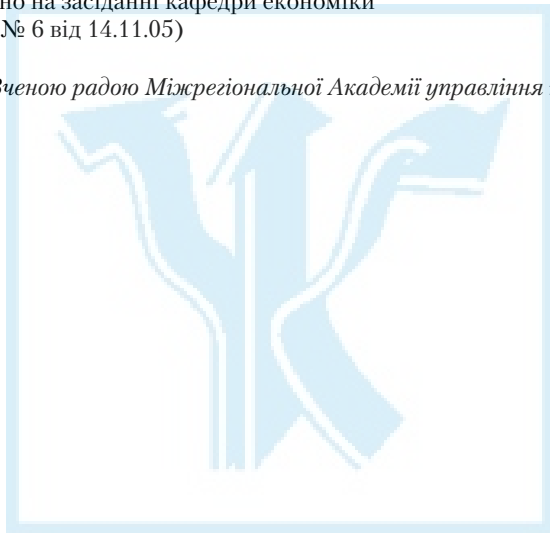 но на засіданні кафедри економіки
№ 6 від 14.11.05)
Вченою радою Міжрегіональної Академії управління